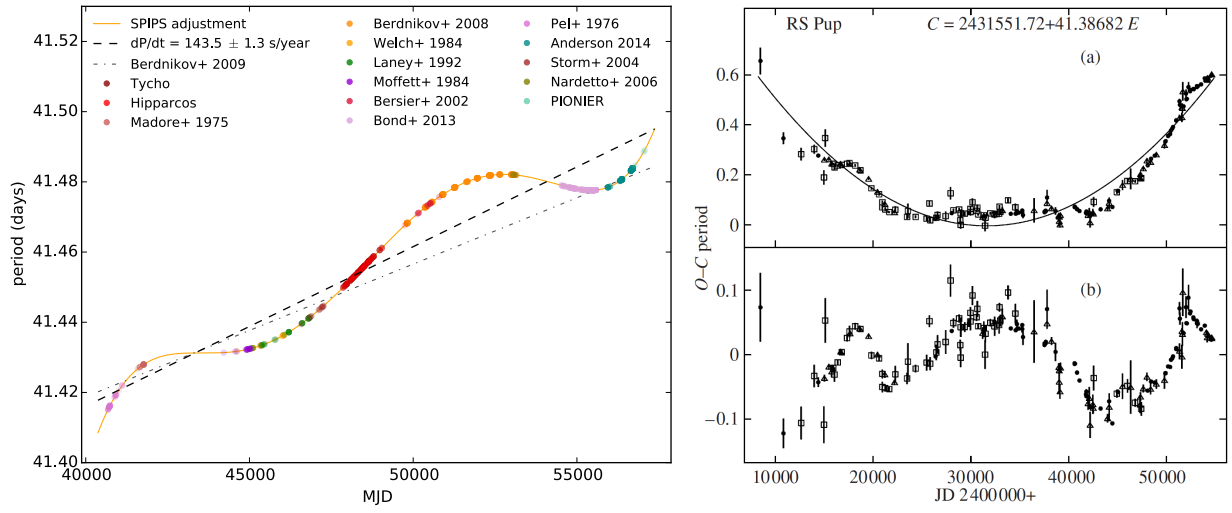 SPIPS adjustment
dP/dt = 143.5 ± 1.3 s/year
Berdnikov+ 2009
Tycho
Hipparcos
Madore+ 1975
Berdnikov+ 2008
Welch+ 1984
Laney+ 1992
Moffett+ 1984
Bersier+ 2002
Bond+ 2013
Pel+ 1976
Anderson 2014
Storm+ 2004
Nardetto+ 2006
PIONIER
period (days)
41.52
41.50
41.48
41.46
41.44
41.42
41.40
40000 45000 50000 55000
MJD
RS Pup C = 2431551.72+41.38682 E
(a)
0.6
0.4
0.2
0
O–C period
(b)
0.1
0
−0.1
10000 20000 30000 40000 50000
JD 2400000+